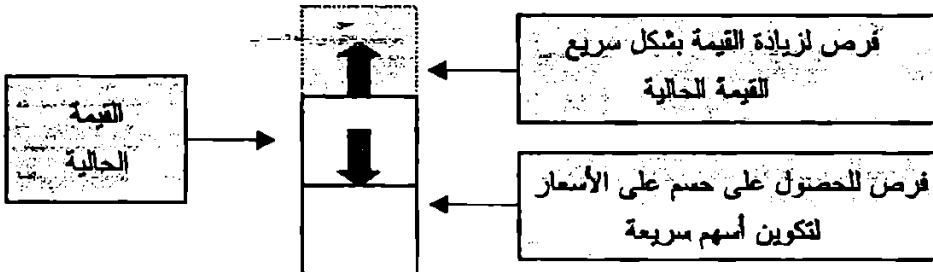 فرص لزيادة القيمة بشكل سريع
القيمة الحالية
القيمة
الحالية
فرص للحصول على حسم على الأسعار
لتكوين أسهم سريعة